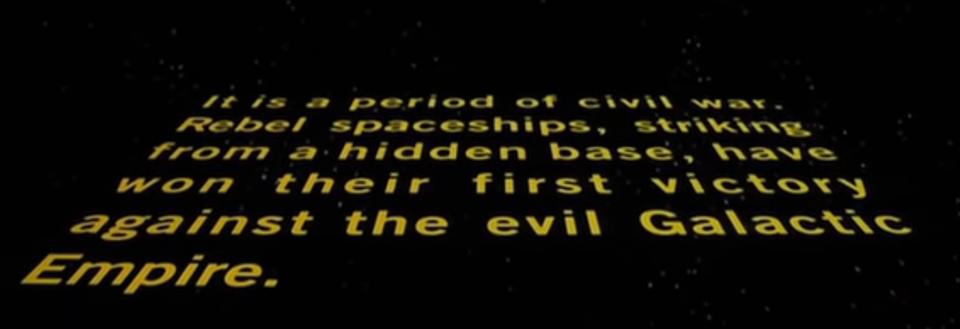 It is a period of civil war.
Rebel spaceships, striking
from a hidden base, have
won their first victory
against the evil Galactic
Empire.